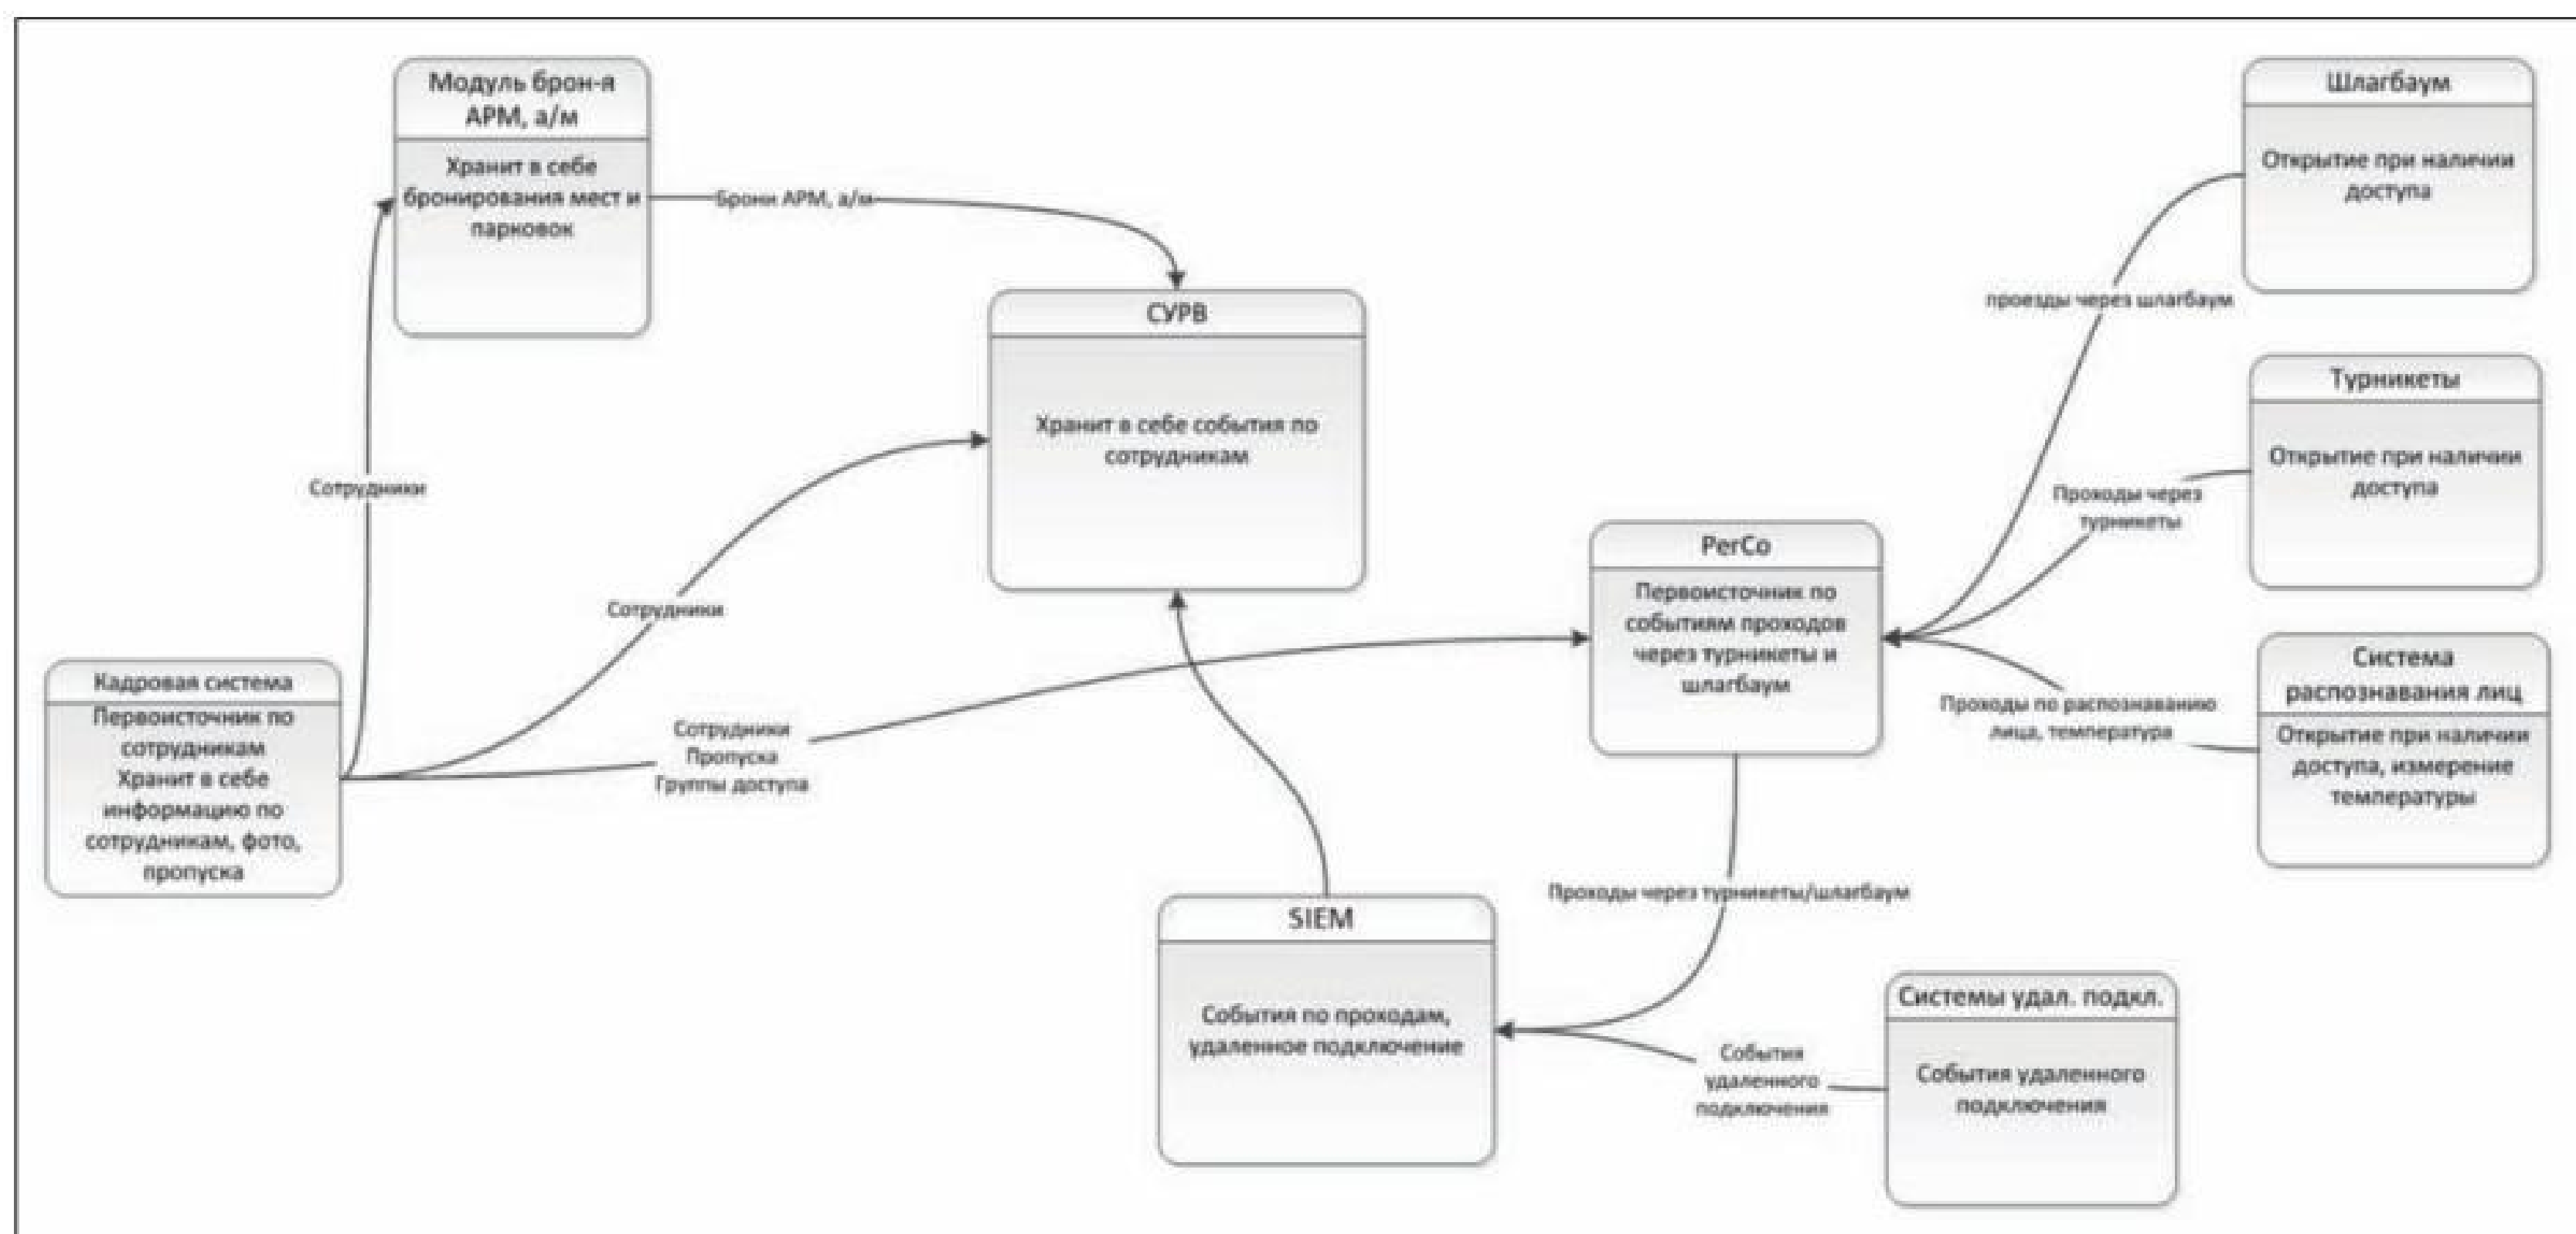 Модуль брон-я
АРМ, а/м
Хранит в себе
бронирования мест и
парковок
Брони АРМ, а/м
Шлагбаум
Открытие при наличии
доступа
проезды через шлагбаум
СУРВ
Хранит в себе события по
сотрудникам
Турникеты
Открытие при наличии
доступа
Проходы через
турникеты
Сотрудники
Сотрудники
PerCo
Первоисточник по
событиям проходов
через турникеты и
шлагбаум
Система
распознавания лиц
Открытие при наличии
доступа, измерение
температуры
Проходы по распознаванию
лица, температура
Кадровая система
Первоисточник по
сотрудникам
Хранит в себе
информацию по
сотрудникам, фото,
пропуска
Сотрудники
Пропуска
Группы доступа
Проходы через турникеты/шлагбаум
SIEM
События по проходам,
удаленное подключение
События
удаленного
подключения
Системы удал. подкл.
События удаленного
подключения